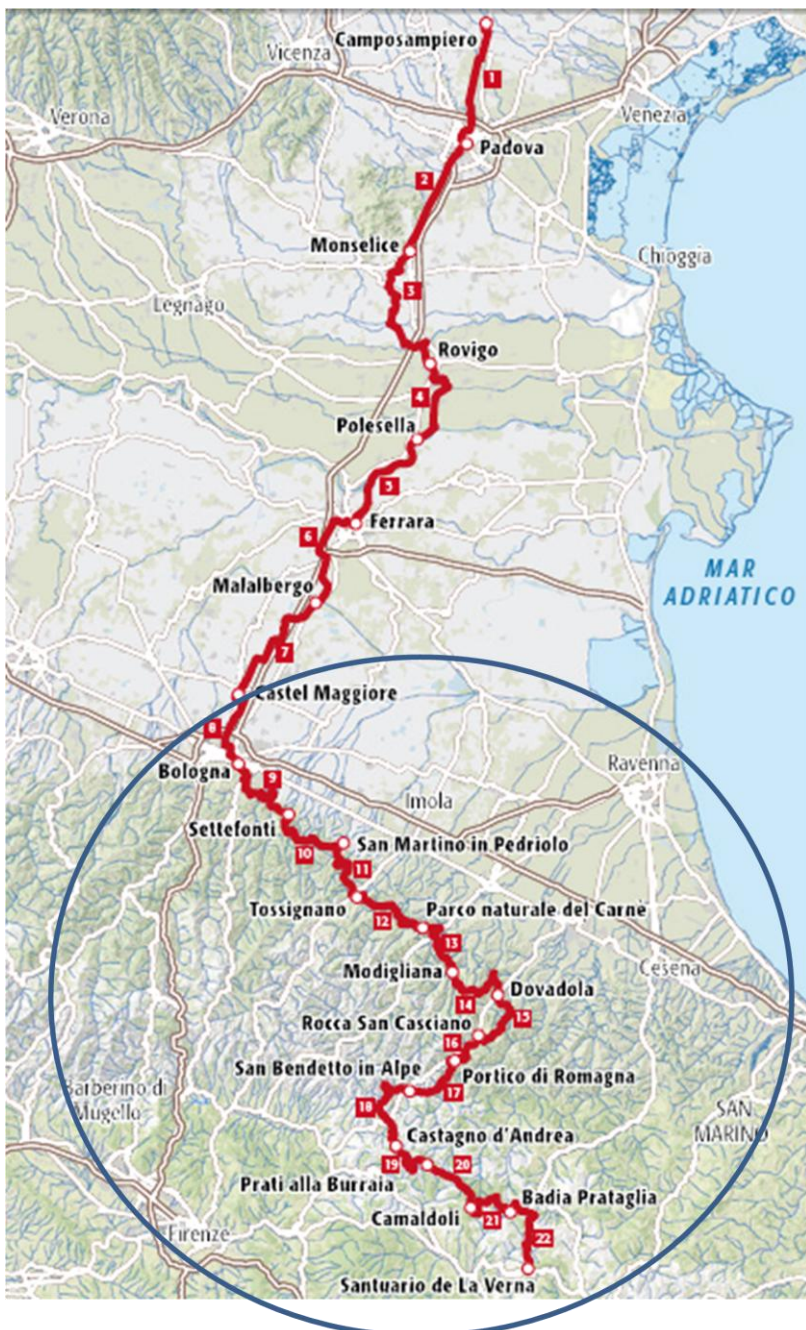 Camposampiero
Vicenza
1
Verona
Venezia
Padova
2
Monselice
Chioggia
3
Legnago
Rovigo
4
Polesella
5
Ferrara
6
MAR
ADRIATICO
Malalbergo
7
Castel Maggiore
8
Bologna
Ravenna
9
Imola
Settefonti
San Martino in Pedriolo
10
11
Tossignano
12
Parco naturale del Carnè
13
Modigliana
Cesena
Dovadola
14
15
Rocca San Casciano
16
San Bendetto in Alpe
Portico di Romagna
17
Barberino di
Mugello
18
SAN
MARINO
Castagno d'Andrea
19
20
Prati alla Burraia
Badia Prataglia
Camaldoli
21
Firenze
22
Santuario de La Verna